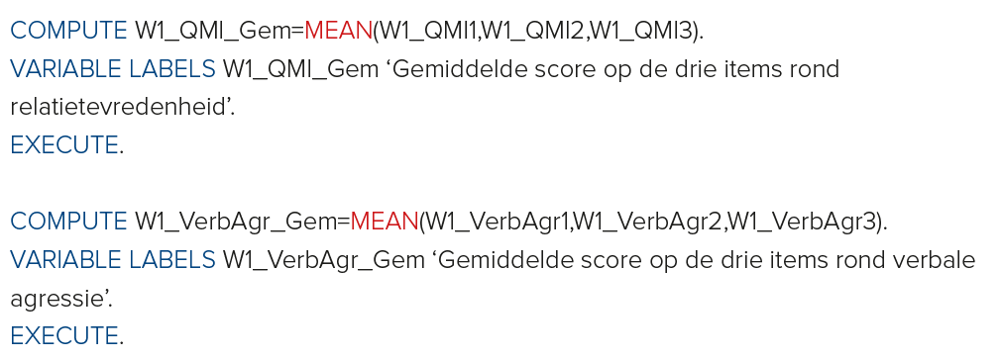 COMPUTE W1_QMI_Gem=MEAN(W1_QMI1,W1_QMI2,W1_QMI3).
VARIABLE LABELS W1_QMI_Gem ‘Gemiddelde score op de drie items rond
relatietevredenheid’.
EXECUTE.
COMPUTE W1_VerbAgr_Gem=MEAN(W1_VerbAgr1,W1_VerbAgr2,W1_VerbAgr3).
VARIABLE LABELS W1_VerbAgr_Gem ‘Gemiddelde score op de drie items rond verbale
agressie’.
EXECUTE.